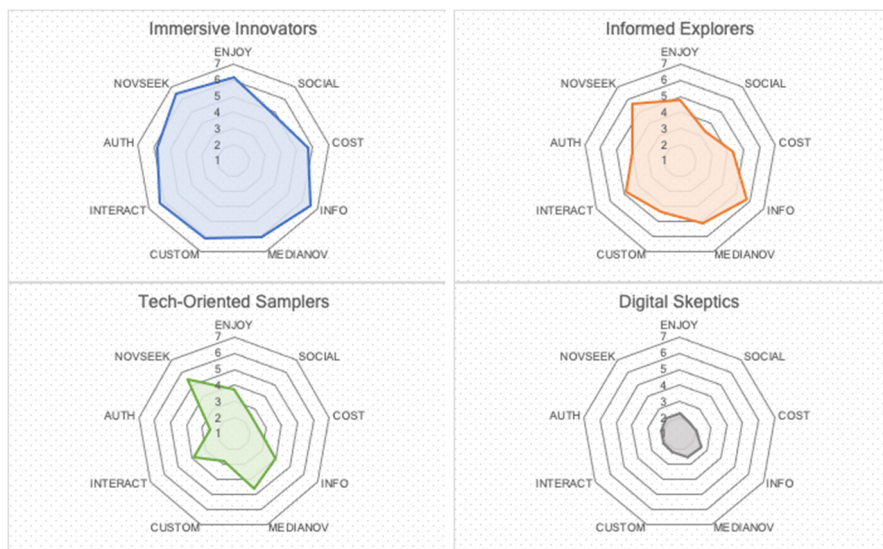 Immersive Innovators
ENJOY
7
6
5
4
3
2
1
SOCIAL
COST
INFO
MEDIANOV
CUSTOM
INTERACT
AUTH
NOVSEEK
Informed Explorers
ENJOY
7
6
5
4
3
2
1
SOCIAL
COST
INFO
MEDIANOV
CUSTOM
INTERACT
AUTH
NOVSEEK
Tech-Oriented Samplers
ENJOY
7
6
5
4
3
2
1
SOCIAL
COST
INFO
MEDIANOV
CUSTOM
INTERACT
AUTH
NOVSEEK
Digital Skeptics
ENJOY
7
6
5
4
3
2
1
SOCIAL
COST
INFO
MEDIANOV
CUSTOM
INTERACT
AUTH
NOVSEEK